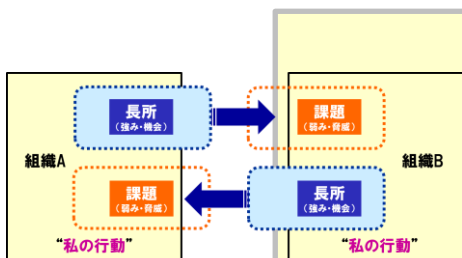 長所
（強み・機会）
課題
（弱み・脅威）
組織A
組織B
課題
（弱み・脅威）
長所
（強み・機会）
“私の行動”
“私の行動”